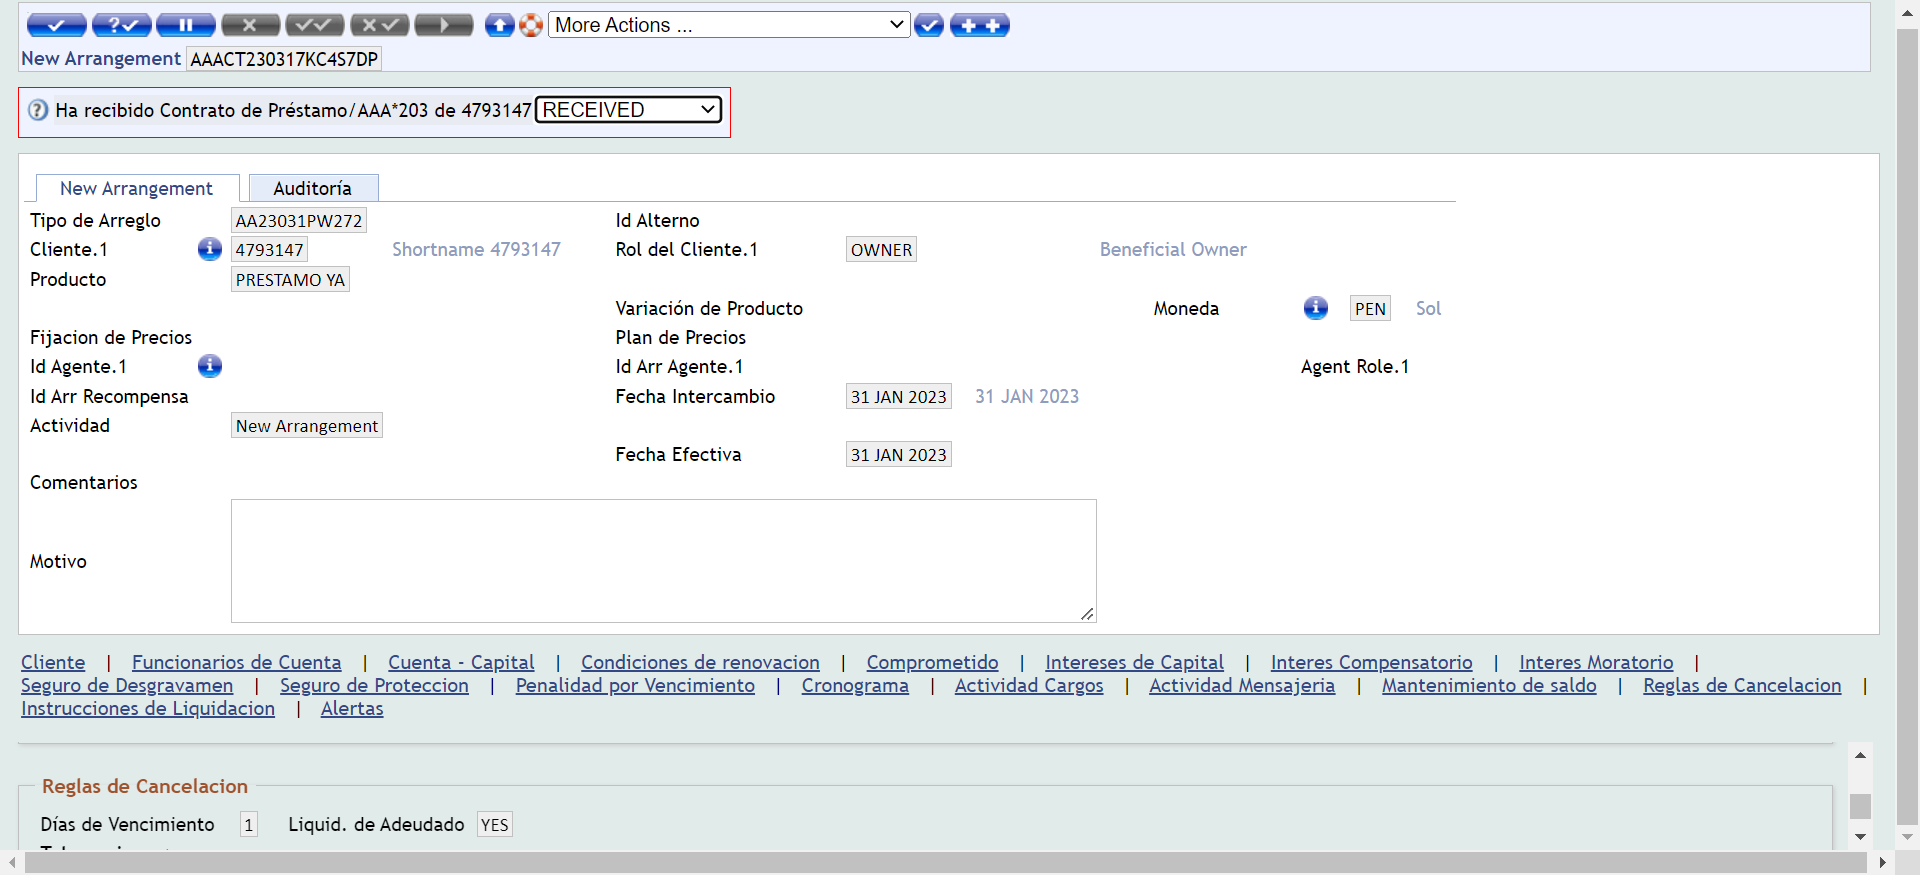 More Actions ...
New Arrangement AAACT230317KC4S7DP
Ha recibido Contrato de Préstamo/AAA*203 de 4793147 RECEIVED
New Arrangement Auditoría
Tipo de Arreglo AA23031PW272 Id Alterno
Cliente.1 4793147 Shortname 4793147 Rol del Cliente.1 OWNER Beneficial Owner
Producto PRESTAMO YA
Variación de Producto Moneda PEN Sol
Fijacion de Precios Plan de Precios
Id Agente.1 Id Arr Agente.1 Agent Role.1
Id Arr Recompensa Fecha Intercambio 31 JAN 2023 31 JAN 2023
Actividad New Arrangement
Fecha Efectiva 31 JAN 2023
Comentarios
Motivo
Cliente | Funcionarios de Cuenta | Cuenta - Capital | Condiciones de renovacion | Comprometido | Intereses de Capital | Interes Compensatorio | Interes Moratorio |
Seguro de Desgravamen | Seguro de Proteccion | Penalidad por Vencimiento | Cronograma | Actividad Cargos | Actividad Mensajeria | Mantenimiento de saldo | Reglas de Cancelacion |
Instrucciones de Liquidacion | Alertas
Reglas de Cancelacion
Días de Vencimiento 1 Liquid. de Adeudado YES